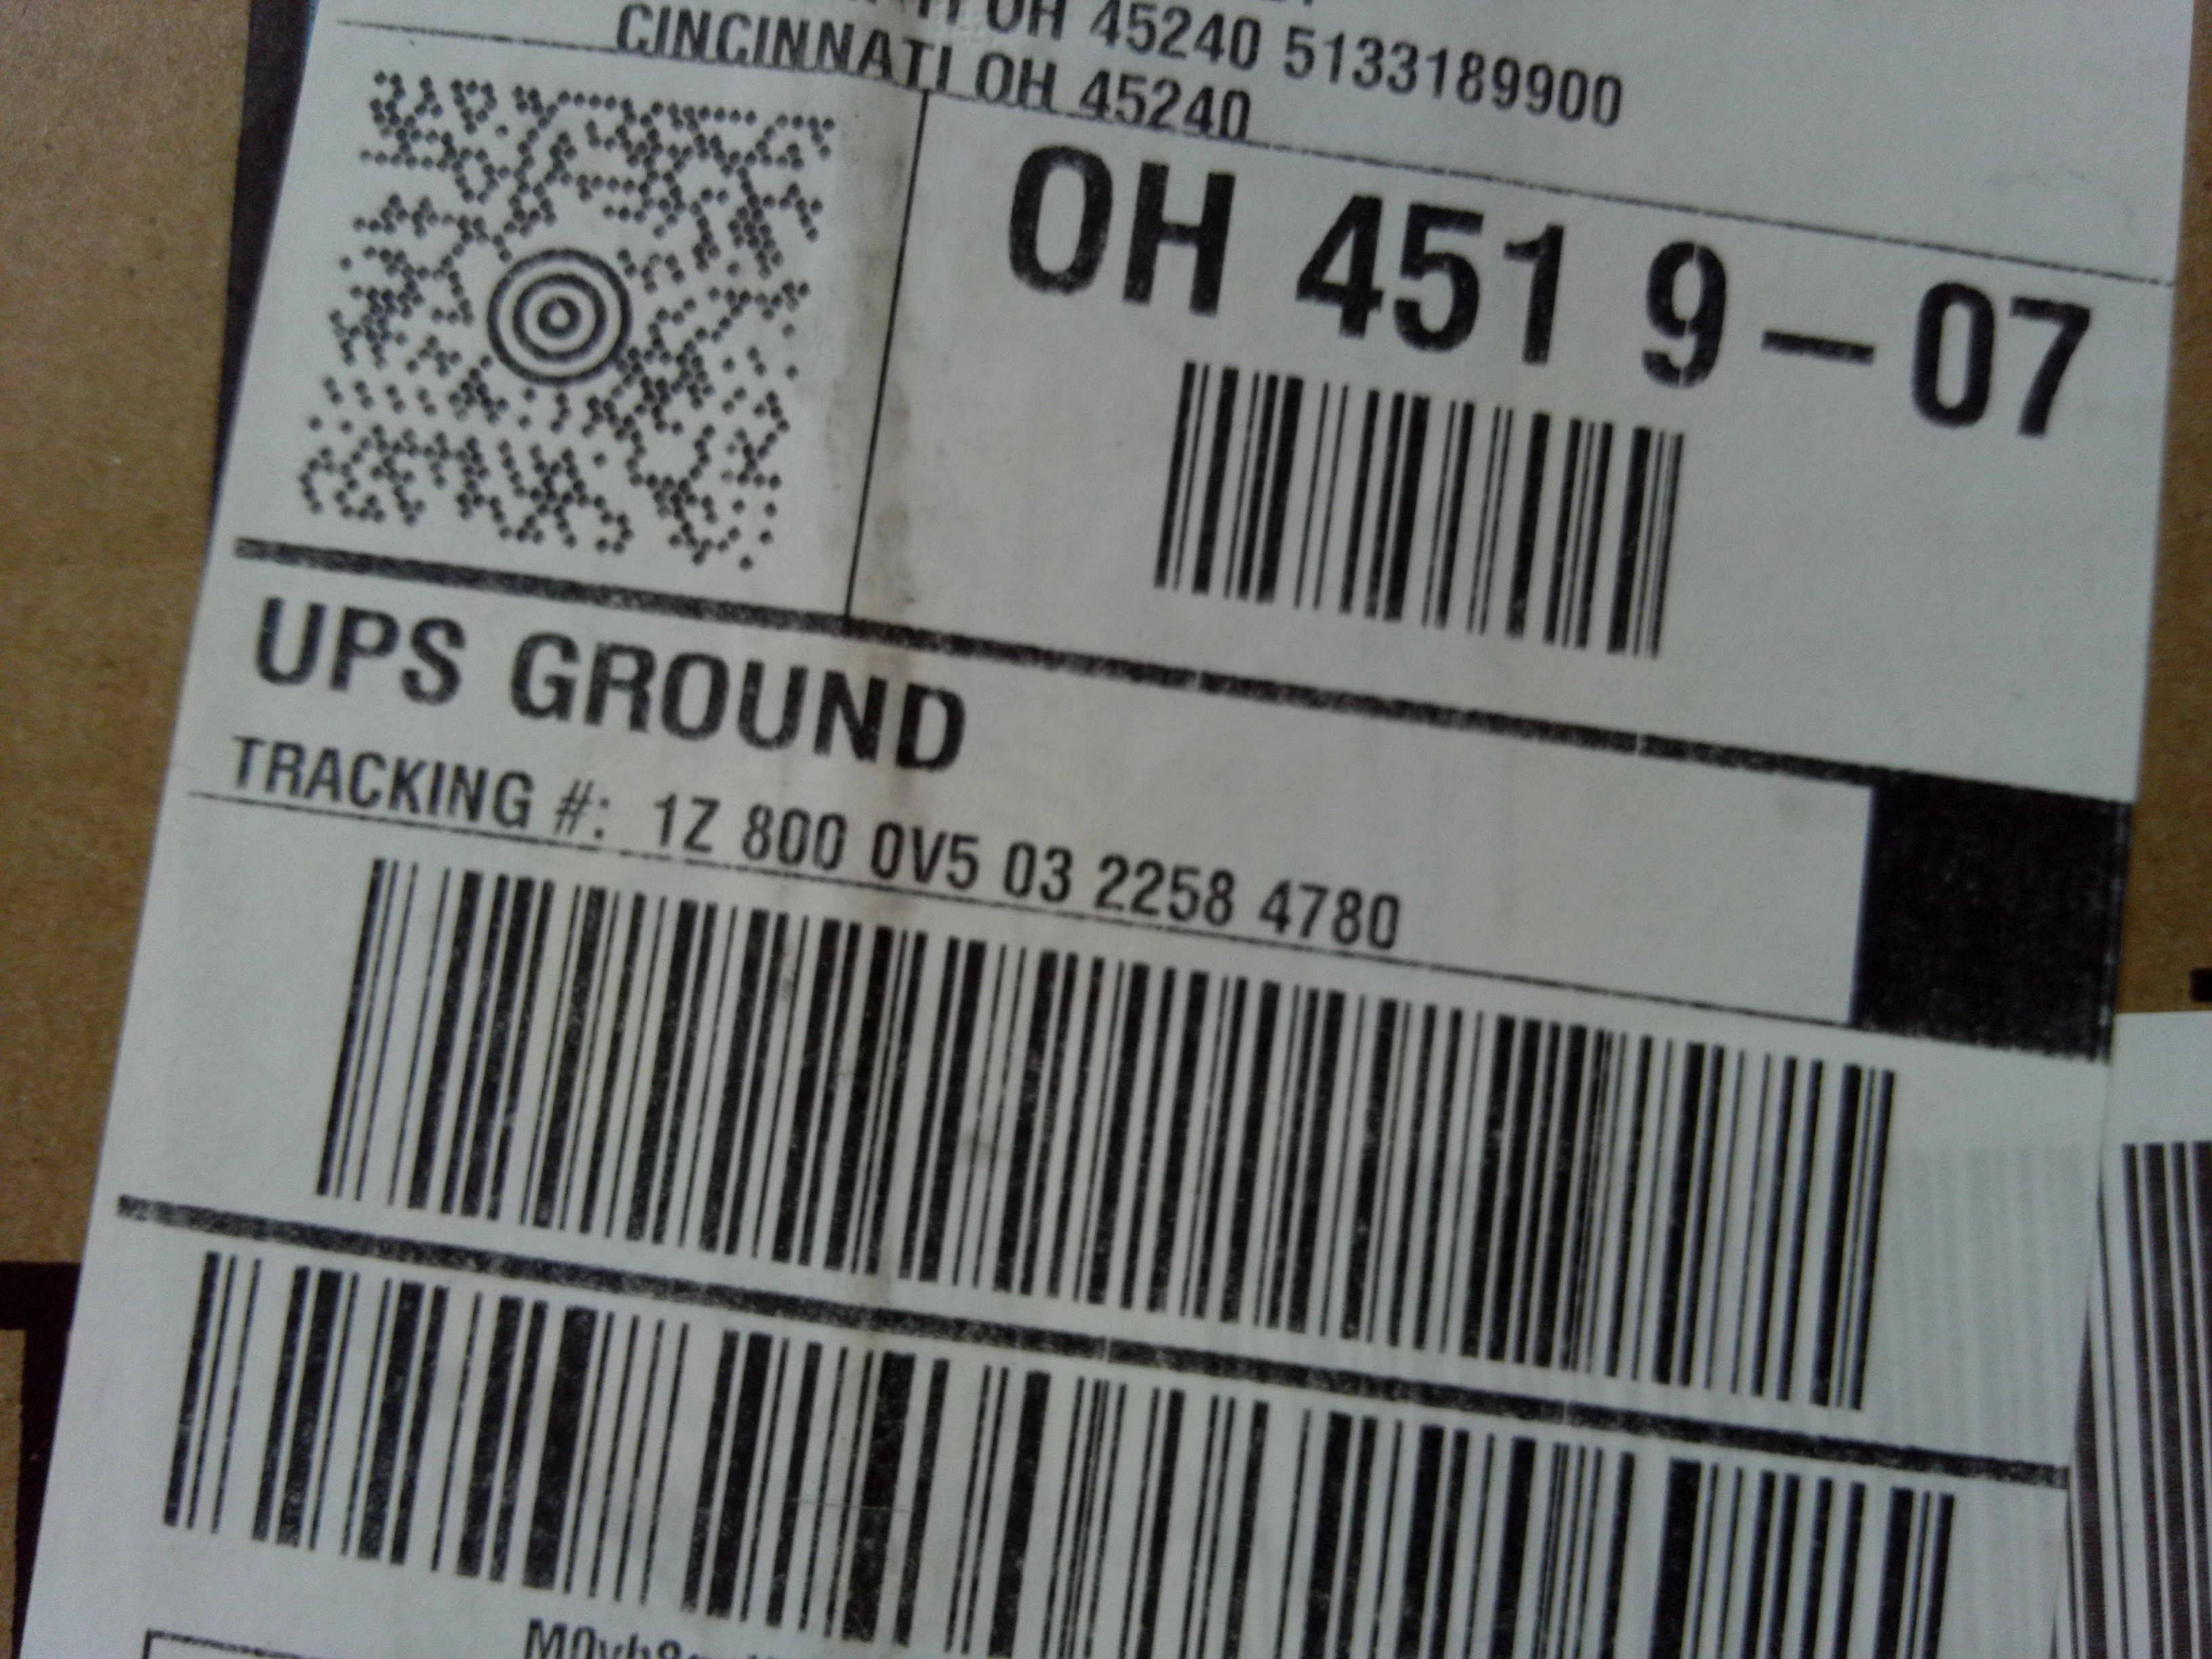 OH 45240 5133189900
CINCINNATI OH 45240
OH 451 9-07
UPS GROUND
TRACKING #: 1Z 800 0V5 03 2258 4780